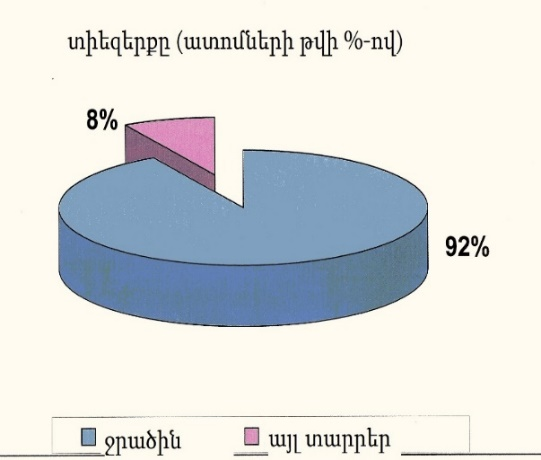 տիեզերքը (ատոմների թվի %-ով)
8%
92%
ջրածին
այլ տարրեր